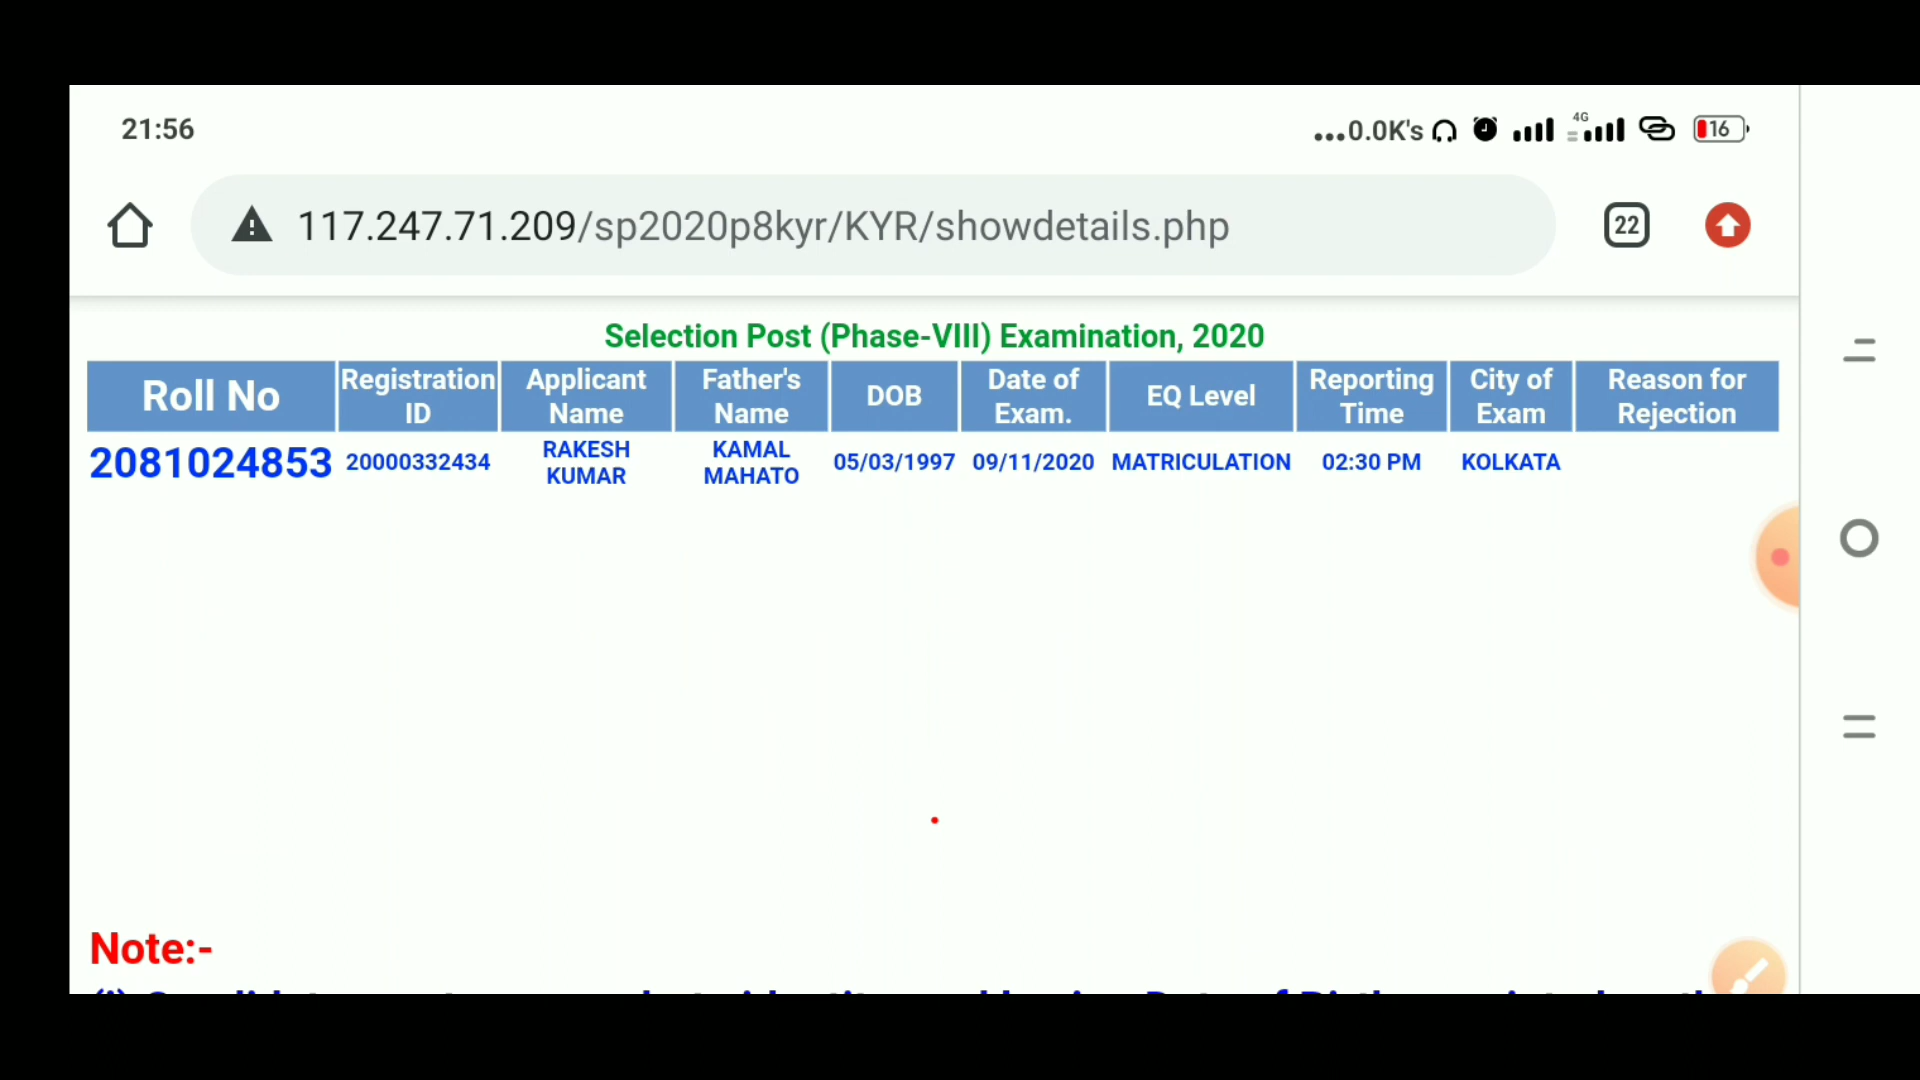 21:56
...0.0K's 4G 16
117.247.71.209/sp2020p8kyr/KYR/showdetails.php
22
Selection Post (Phase-VIII) Examination, 2020
Roll No Registration ID Applicant Name Father's Name DOB Date of Exam. EQ Level Reporting Time City of Exam Reason for Rejection
2081024853 20000332434 RAKESH KUMAR KAMAL MAHATO 05/03/1997 09/11/2020 MATRICULATION 02:30 PM KOLKATA
Note:-